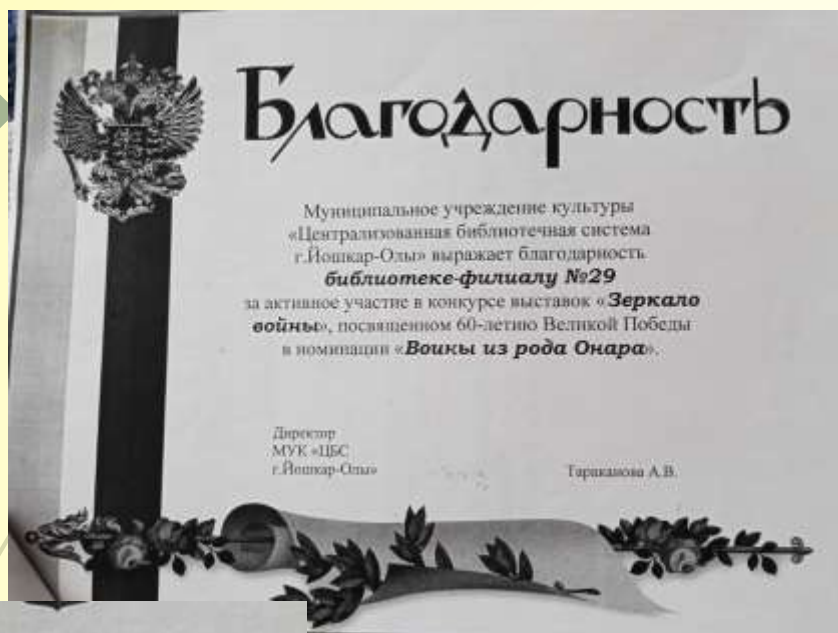 Благодарность
Муниципальное учреждение культуры
«Централизованная библиотечная система
г.Йошкар-Олы» выражает благодарность
библиотеке-филиалу №29
за активное участие в конкурсе выставок «Зеркало
войны», посвященном 60-летию Великой Победы
в номинации «Воины из рода Онара».
Директор
МУК «ЦБС
г.Йошкар-Олы»
Тараканова А.В.